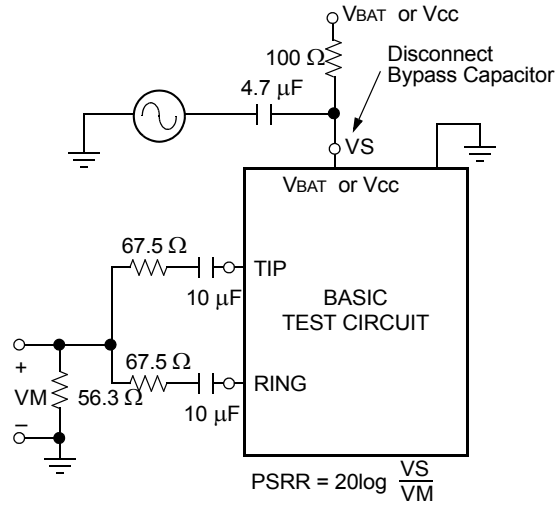 VBAT or Vcc
100 Ω
Disconnect
Bypass Capacitor
4.7 μF
VS
VBAT or Vcc
67.5 Ω
TIP
10 μF
BASIC
TEST CIRCUIT
67.5 Ω
+
VM
56.3 Ω
RING
10 μF
–
PSRR = 20log VS
VM